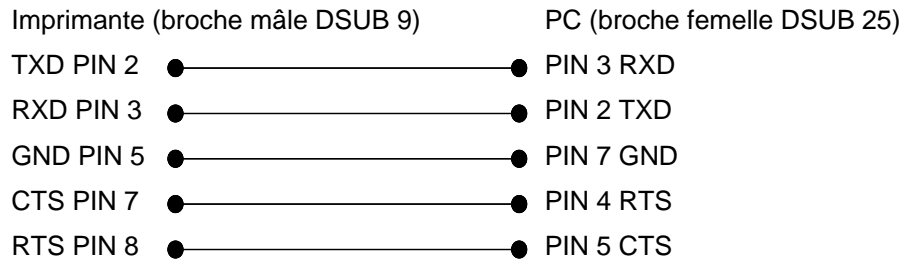 Imprimante (broche mâle DSUB 9) PC (broche femelle DSUB 25)
TXD PIN 2 PIN 3 RXD
RXD PIN 3 PIN 2 TXD
GND PIN 5 PIN 7 GND
CTS PIN 7 PIN 4 RTS
RTS PIN 8 PIN 5 CTS